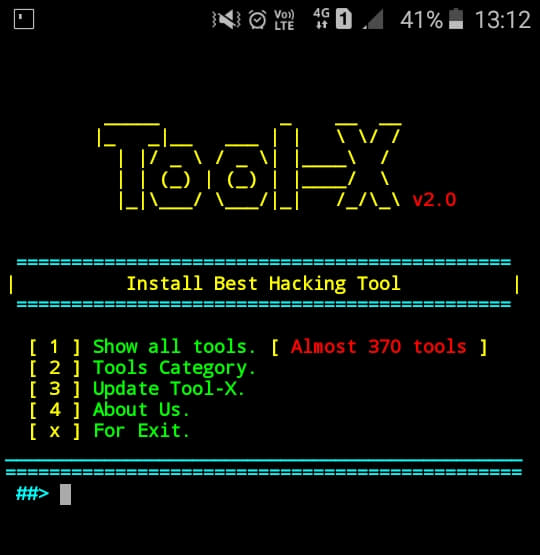 Vo)) LTE 4G 1 41% 13:12
Tool-X v2.0
Install Best Hacking Tool
[ 1 ] Show all tools. [ Almost 370 tools ]
[ 2 ] Tools Category.
[ 3 ] Update Tool-X.
[ 4 ] About Us.
[ x ] For Exit.
##>